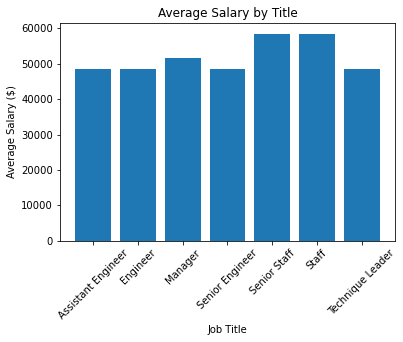 Average Salary by Title
Average Salary ($)
60000
50000
40000
30000
20000
10000
0
Assistant Engineer
Engineer
Manager
Senior Engineer
Senior Staff
Staff
Technique Leader
Job Title